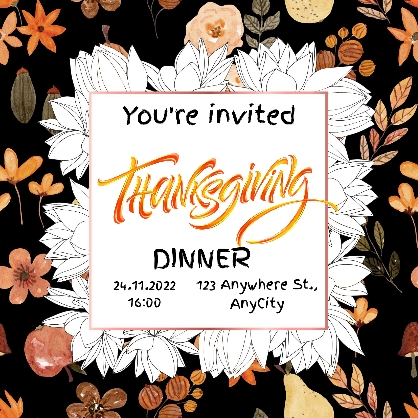 You're invited
THANKSgiViNG
DINNER
24.11.2022 123 Anywhere St.,
16:00 AnyCity